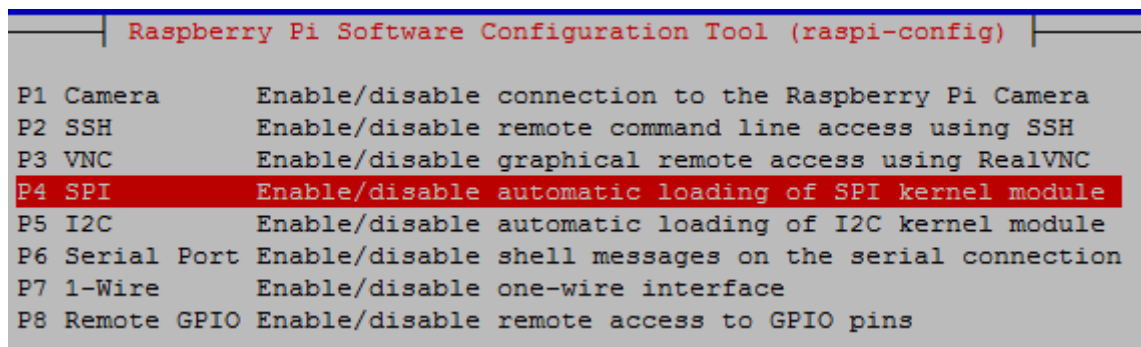 Raspberry Pi Software Configuration Tool (raspi-config)
P1 Camera Enable/disable connection to the Raspberry Pi Camera
P2 SSH Enable/disable remote command line access using SSH
P3 VNC Enable/disable graphical remote access using RealVNC
P4 SPI Enable/disable automatic loading of SPI kernel module
P5 I2C Enable/disable automatic loading of I2C kernel module
P6 Serial Port Enable/disable shell messages on the serial connection
P7 1-Wire Enable/disable one-wire interface
P8 Remote GPIO Enable/disable remote access to GPIO pins